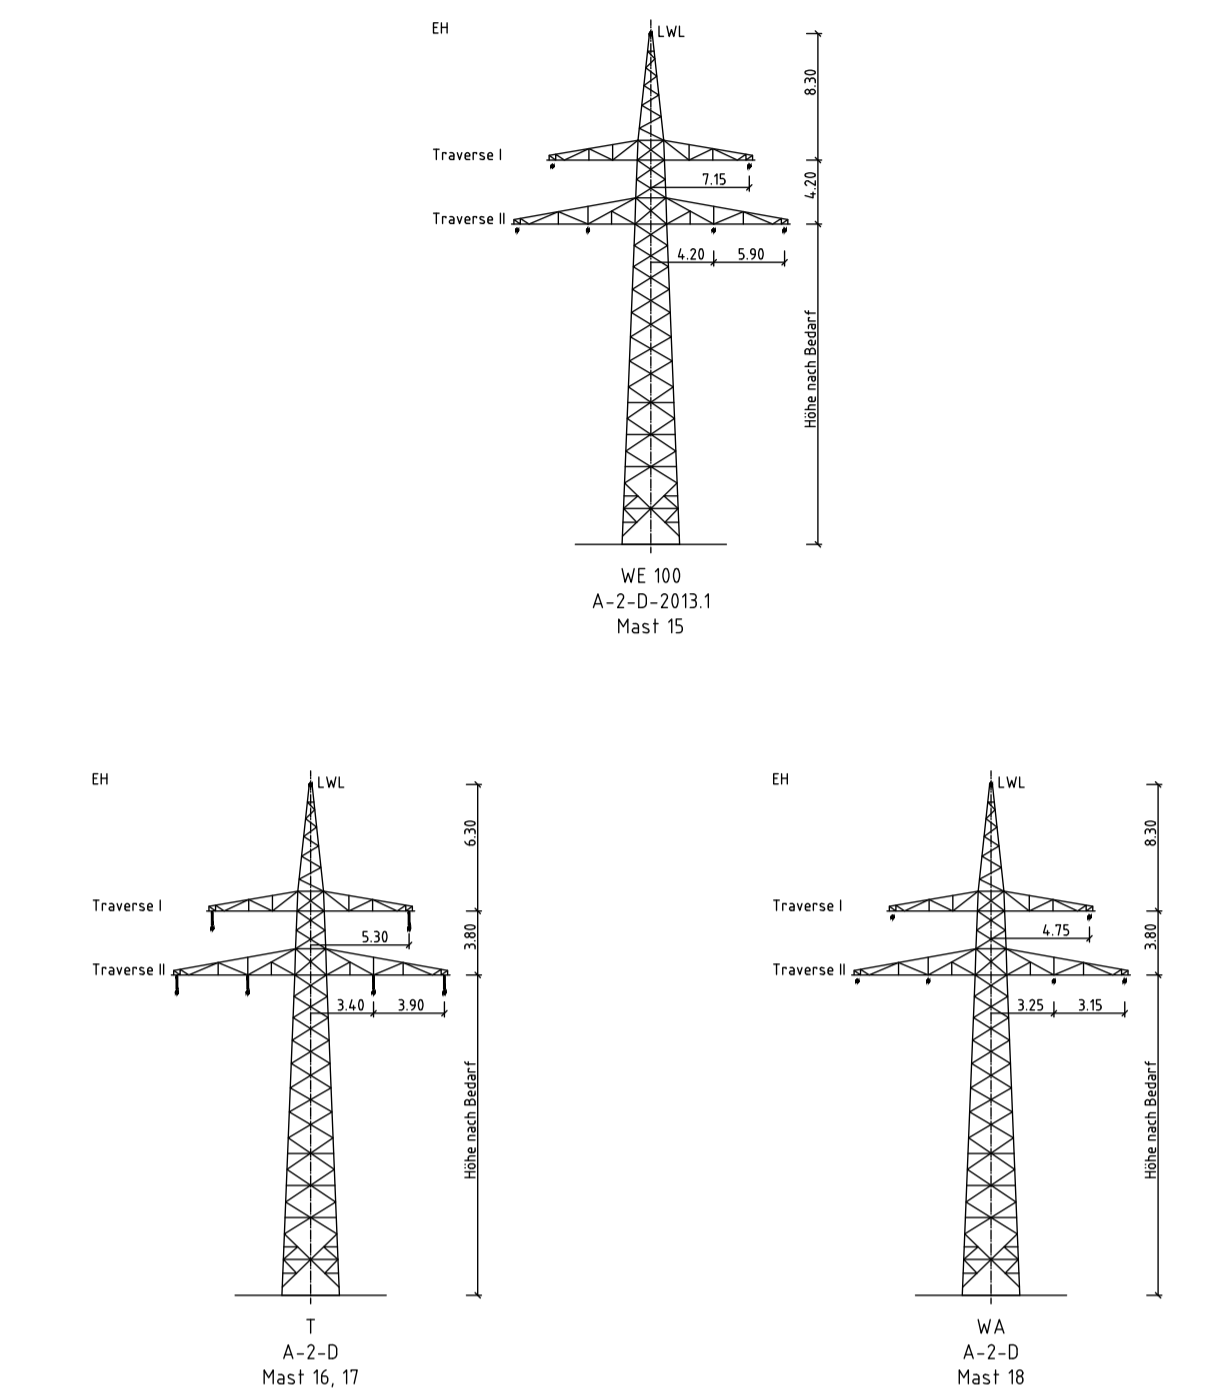 EH
LWL
8.30
Traverse I
7.15
4.20
Traverse II
4.20
5.90
Höhe nach Bedarf
WE 100
A-2-D-2013.1
Mast 15
EH
LWL
6.30
Traverse I
5.30
3.80
Traverse II
3.40
3.90
Höhe nach Bedarf
T
A-2-D
Mast 16, 17
EH
LWL
8.30
Traverse I
4.75
3.80
Traverse II
3.25
3.15
Höhe nach Bedarf
WA
A-2-D
Mast 18